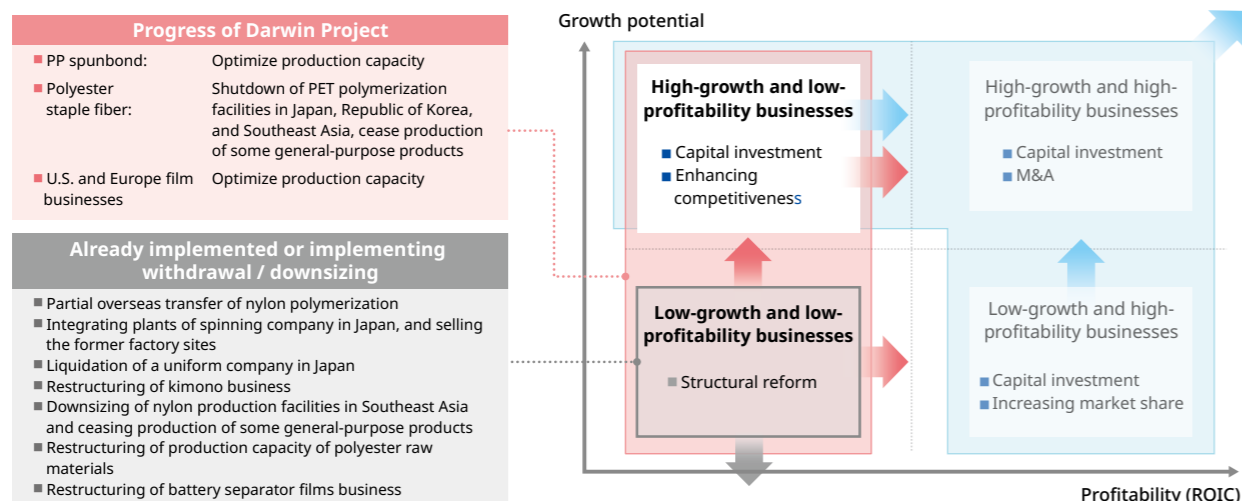 Progress of Darwin Project
■ PP spunbond: Optimize production capacity
■ Polyester staple fiber: Shutdown of PET polymerization
facilities in Japan, Republic of Korea,
and Southeast Asia, cease production
of some general-purpose products
■ U.S. and Europe film businesses Optimize production capacity
Already implemented or implementing
withdrawal / downsizing
■ Partial overseas transfer of nylon polymerization
■ Integrating plants of spinning company in Japan, and selling
the former factory sites
■ Liquidation of a uniform company in Japan
■ Restructuring of kimono business
■ Downsizing of nylon production facilities in Southeast Asia
and ceasing production of some general-purpose products
■ Restructuring of production capacity of polyester raw
materials
■ Restructuring of battery separator films business
Growth potential
High-growth and low-
profitability businesses
■ Capital investment
■ Enhancing
competitiveness
High-growth and high-
profitability businesses
■ Capital investment
■ M&A
Low-growth and low-
profitability businesses
■ Structural reform
Low-growth and high-
profitability businesses
■ Capital investment
■ Increasing market share
Profitability (ROIC)